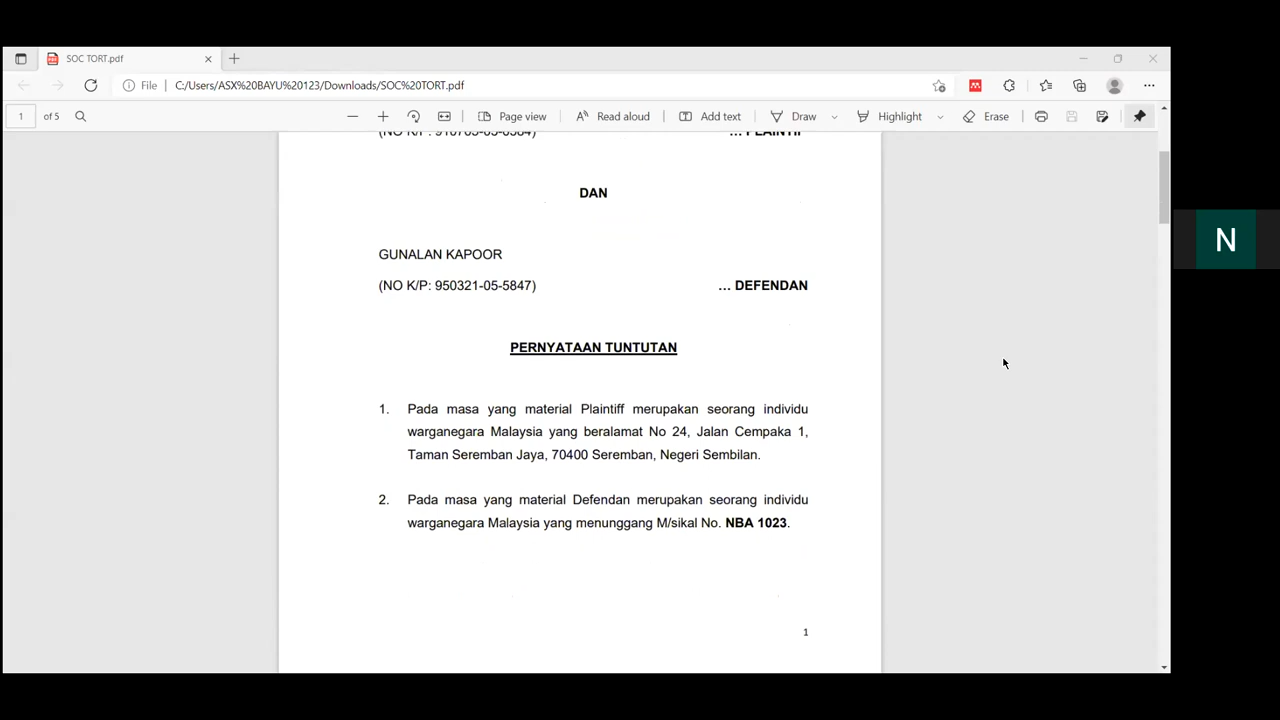 SOC TORT.pdf
File C:/Users/ASX%20BAYU%20123/Downloads/SOC%20TORT.pdf
1 of 5 Page view Read aloud Add text Draw Highlight Erase
... PLAINTIF
DAN
GUNALAN KAPOOR
(NO K/P: 950321-05-5847) ... DEFENDAN
PERNYATAAN TUNTUTAN
1. Pada masa yang material Plaintiff merupakan seorang individu
warganegara Malaysia yang beralamat No 24, Jalan Cempaka 1,
Taman Seremban Jaya, 70400 Seremban, Negeri Sembilan.
2. Pada masa yang material Defendan merupakan seorang individu
warganegara Malaysia yang menunggang M/sikal No. NBA 1023.
1
N